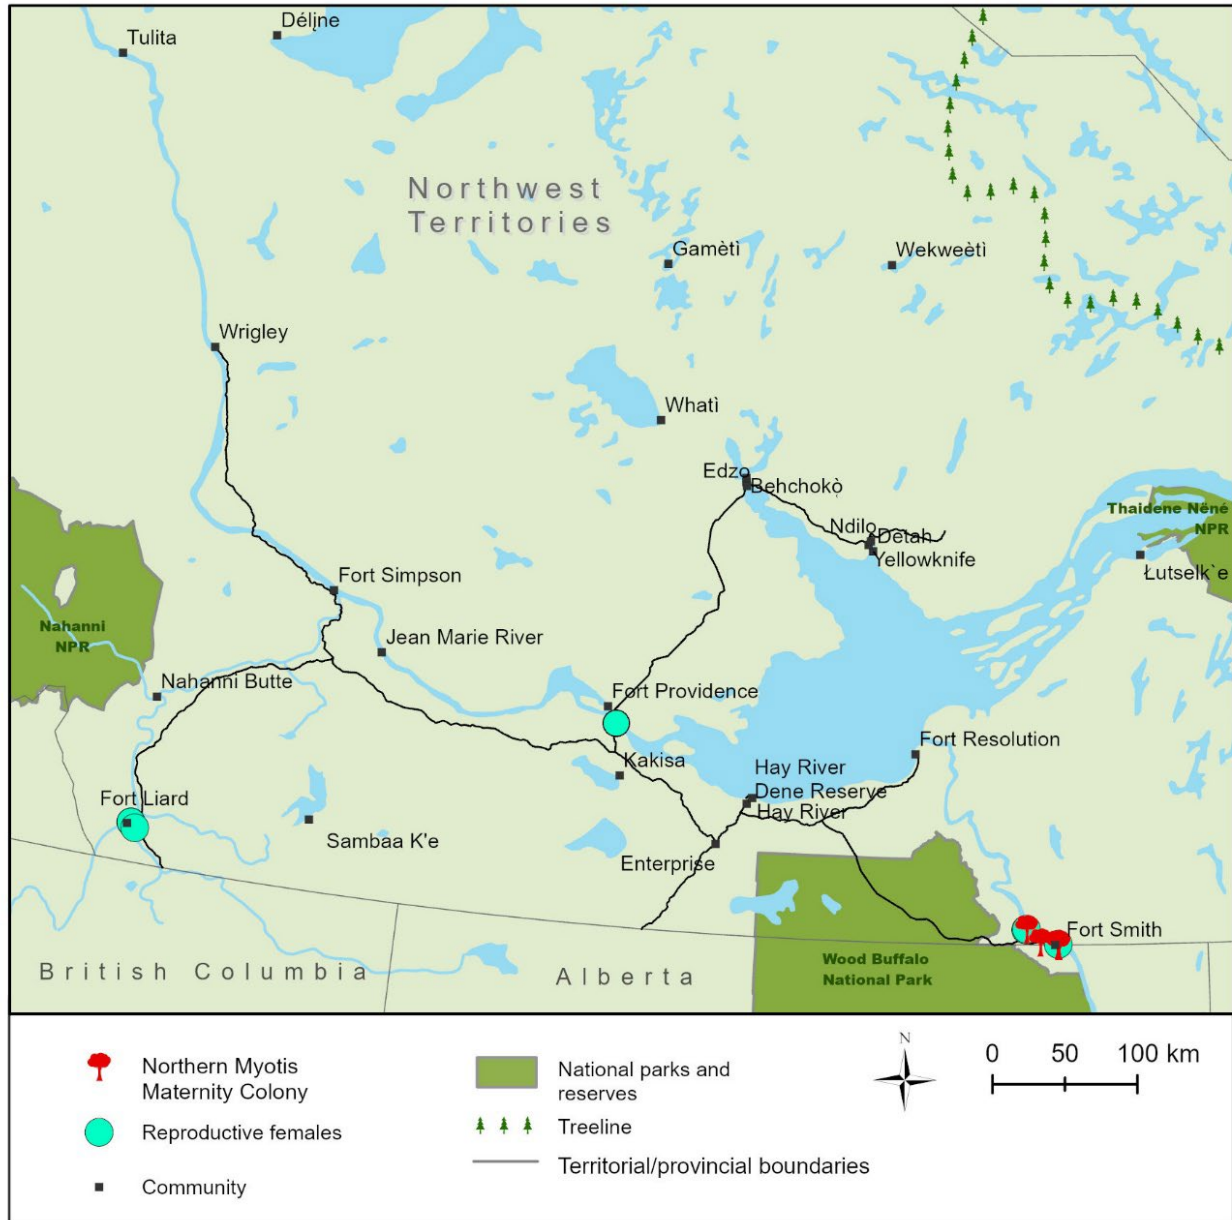 Délı̨ne
Tulita
Northwest
Territories
Gamètì
Wekweètì
Wrigley
Whatì
Edzo
Behchokǫ̀
Thaidene Nëné
NPR
Ndilo
Detah
Yellowknife
Łutselk`e
Fort Simpson
Nahanni
NPR
Jean Marie River
Nahanni Butte
Fort Providence
Fort Resolution
Kakisa
Hay River
Dene Reserve
Hay River
Fort Liard
Sambaa K'e
Enterprise
Fort Smith
British Columbia
Alberta
Wood Buffalo
National Park
Northern Myotis
Maternity Colony
Reproductive females
Community
National parks and
reserves
Treeline
Territorial/provincial boundaries
N
0 50 100 km